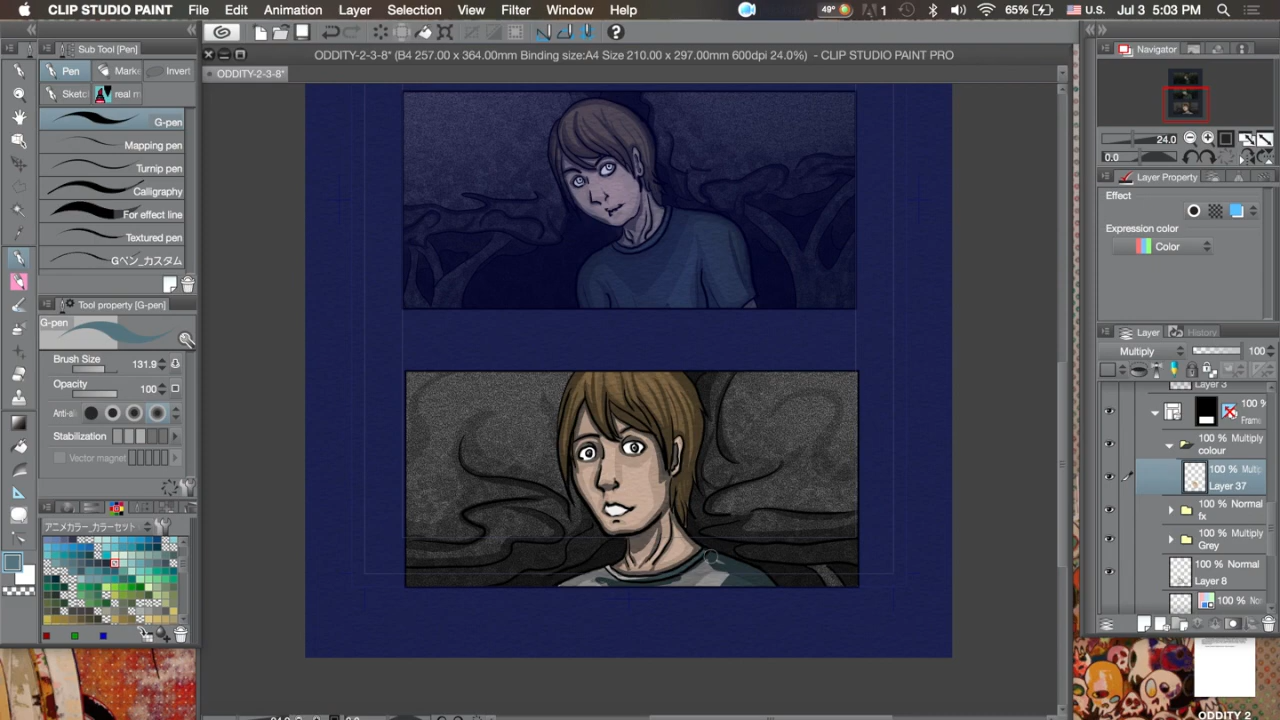 CLIP STUDIO PAINT File Edit Animation Layer Selection View Filter Window Help 49° 1 65% U.S. Jul 3 5:03 PM
ODDITY-2-3-8* (B4 257.00 x 364.00mm Binding size:A4 Size 210.00 x 297.00mm 600dpi 24.0%) - CLIP STUDIO PAINT PRO
ODDITY-2-3-8*
Sub Tool [Pen]
Pen Marke Invert
Sketc real m
G-pen
Mapping pen
Turnip pen
Calligraphy
For effect line
Textured pen
Gペン_カスタム
Tool property [G-pen]
G-pen
Brush Size 131.9
Opacity 100
Anti-a
Stabilization
Vector magnet
アニメカラー_カラーセット
Navigator
24.0
0.0
Layer Property
Effect
Expression color
Color
Layer History
Multiply 100
Layer 3
100 %
Frame
100 % Multiply
colour
100 % Multi
Layer 37
100 % Normal
fx
100 % Multiply
Grey
100 % Normal
Layer 8
100 % No
ODDITY 2